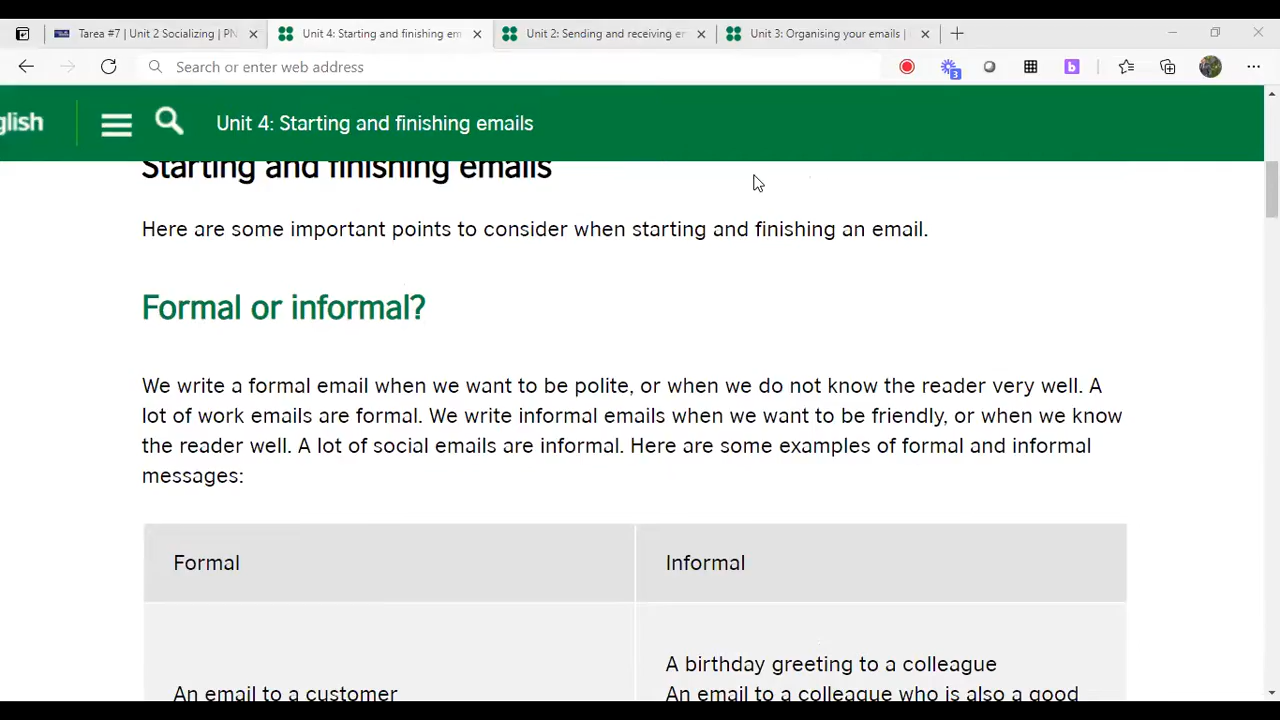 Tarea #7 | Unit 2 Socializing | PN
Unit 4: Starting and finishing em
Unit 2: Sending and receiving er
Unit 3: Organising your emails |
Search or enter web address
3
b
glish
Unit 4: Starting and finishing emails
Starting and finishing emails
Here are some important points to consider when starting and finishing an email.
Formal or informal?
We write a formal email when we want to be polite, or when we do not know the reader very well. A
lot of work emails are formal. We write informal emails when we want to be friendly, or when we know
the reader well. A lot of social emails are informal. Here are some examples of formal and informal
messages:
Formal
Informal
A birthday greeting to a colleague
An email to a customer
An email to a colleague who is also a good